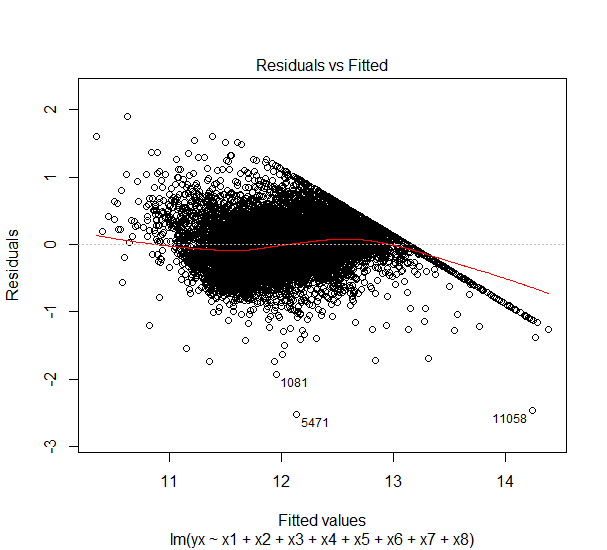 Residuals vs Fitted
Residuals
2
1
0
-1
-2
-3
1081
5471
11058
11 12 13 14
Fitted values
lm(yx ~ x1 + x2 + x3 + x4 + x5 + x6 + x7 + x8)